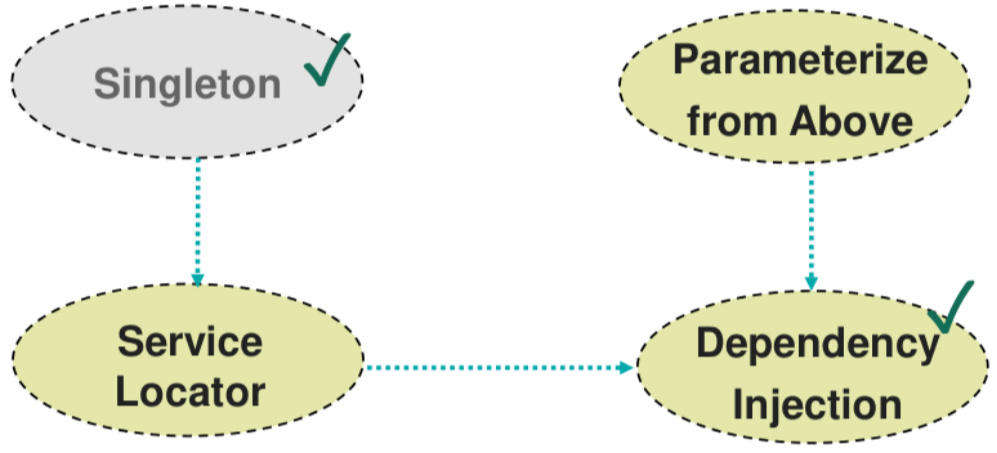 Singleton
Parameterize
from Above
Service
Locator
Dependency
Injection